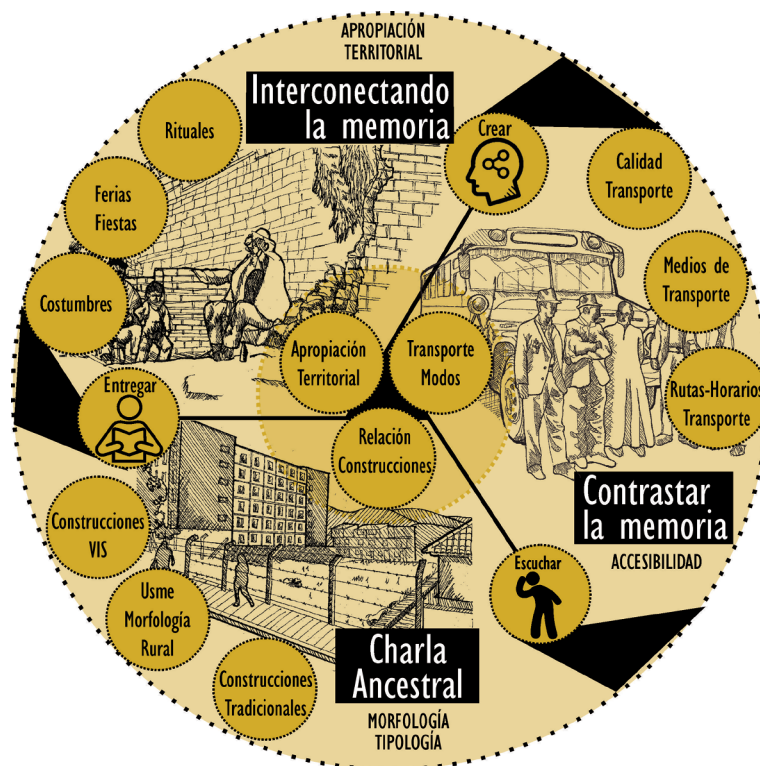 APROPIACIÓN
TERRITORIAL
Interconectando
la memoria
Crear
Rituales
Calidad
Transporte
Ferias
Fiestas
Medios de
Transporte
Costumbres
Apropiación
Territorial
Transporte
Modos
Rutas-Horarios
Transporte
Entregar
Relación
Construcciones
Contrastar
la memoria
ACCESIBILIDAD
Construcciones
VIS
Escuchar
Usme
Morfología
Rural
Charla
Ancestral
MORFOLOGÍA
TIPOLOGÍA
Construcciones
Tradicionales